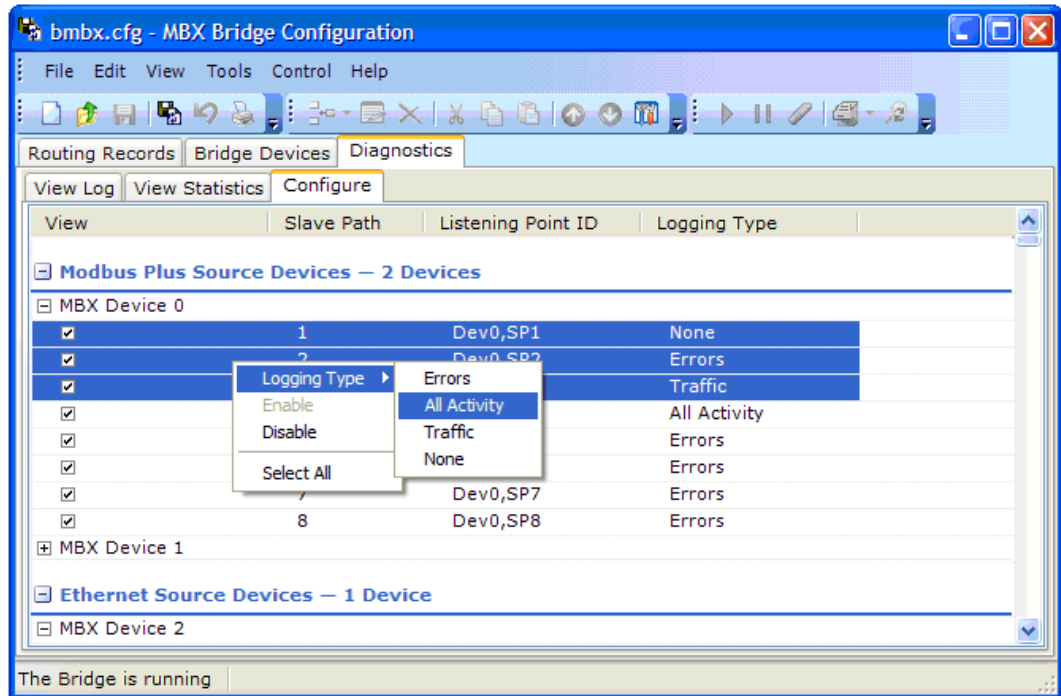 bmbx.cfg - MBX Bridge Configuration
File Edit View Tools Control Help
Routing Records Bridge Devices Diagnostics
View Log View Statistics Configure
View Slave Path Listening Point ID Logging Type
Modbus Plus Source Devices — 2 Devices
MBX Device 0
1 Dev0,SP1 None
2 Dev0,SP2 Errors
Logging Type Errors Traffic
Enable All Activity All Activity
Disable Traffic Errors
None Errors
Select All
7 Dev0,SP7 Errors
8 Dev0,SP8 Errors
MBX Device 1
Ethernet Source Devices — 1 Device
MBX Device 2
The Bridge is running